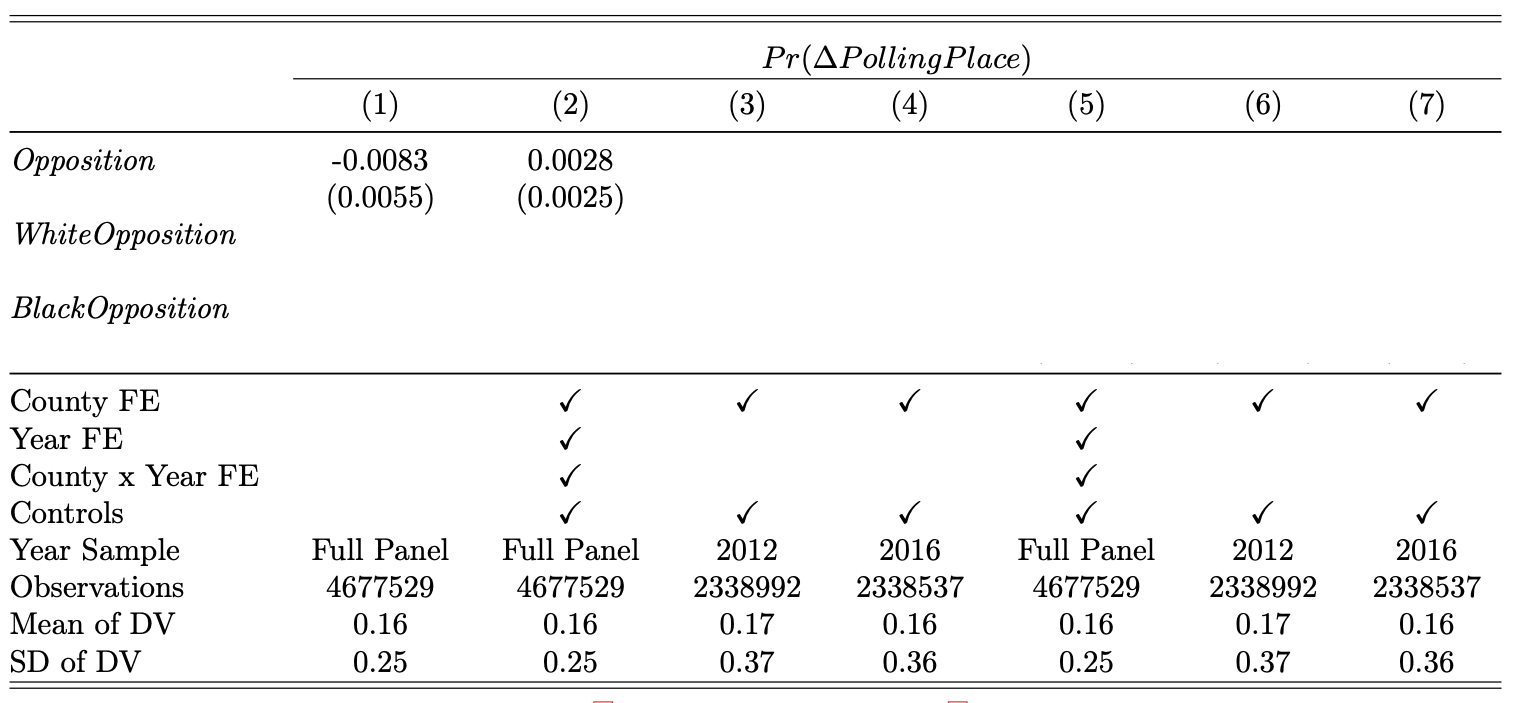 Pr(ΔPollingPlace)
(1) (2) (3) (4) (5) (6) (7)
Opposition -0.0083 0.0028
(0.0055) (0.0025)
WhiteOpposition
BlackOpposition
County FE ✓ ✓ ✓ ✓ ✓ ✓
Year FE ✓ ✓
County x Year FE ✓ ✓
Controls ✓ ✓ ✓ ✓ ✓ ✓
Year Sample Full Panel Full Panel 2012 2016 Full Panel 2012 2016
Observations 4677529 4677529 2338992 2338537 4677529 2338992 2338537
Mean of DV 0.16 0.16 0.17 0.16 0.16 0.17 0.16
SD of DV 0.25 0.25 0.37 0.36 0.25 0.37 0.36